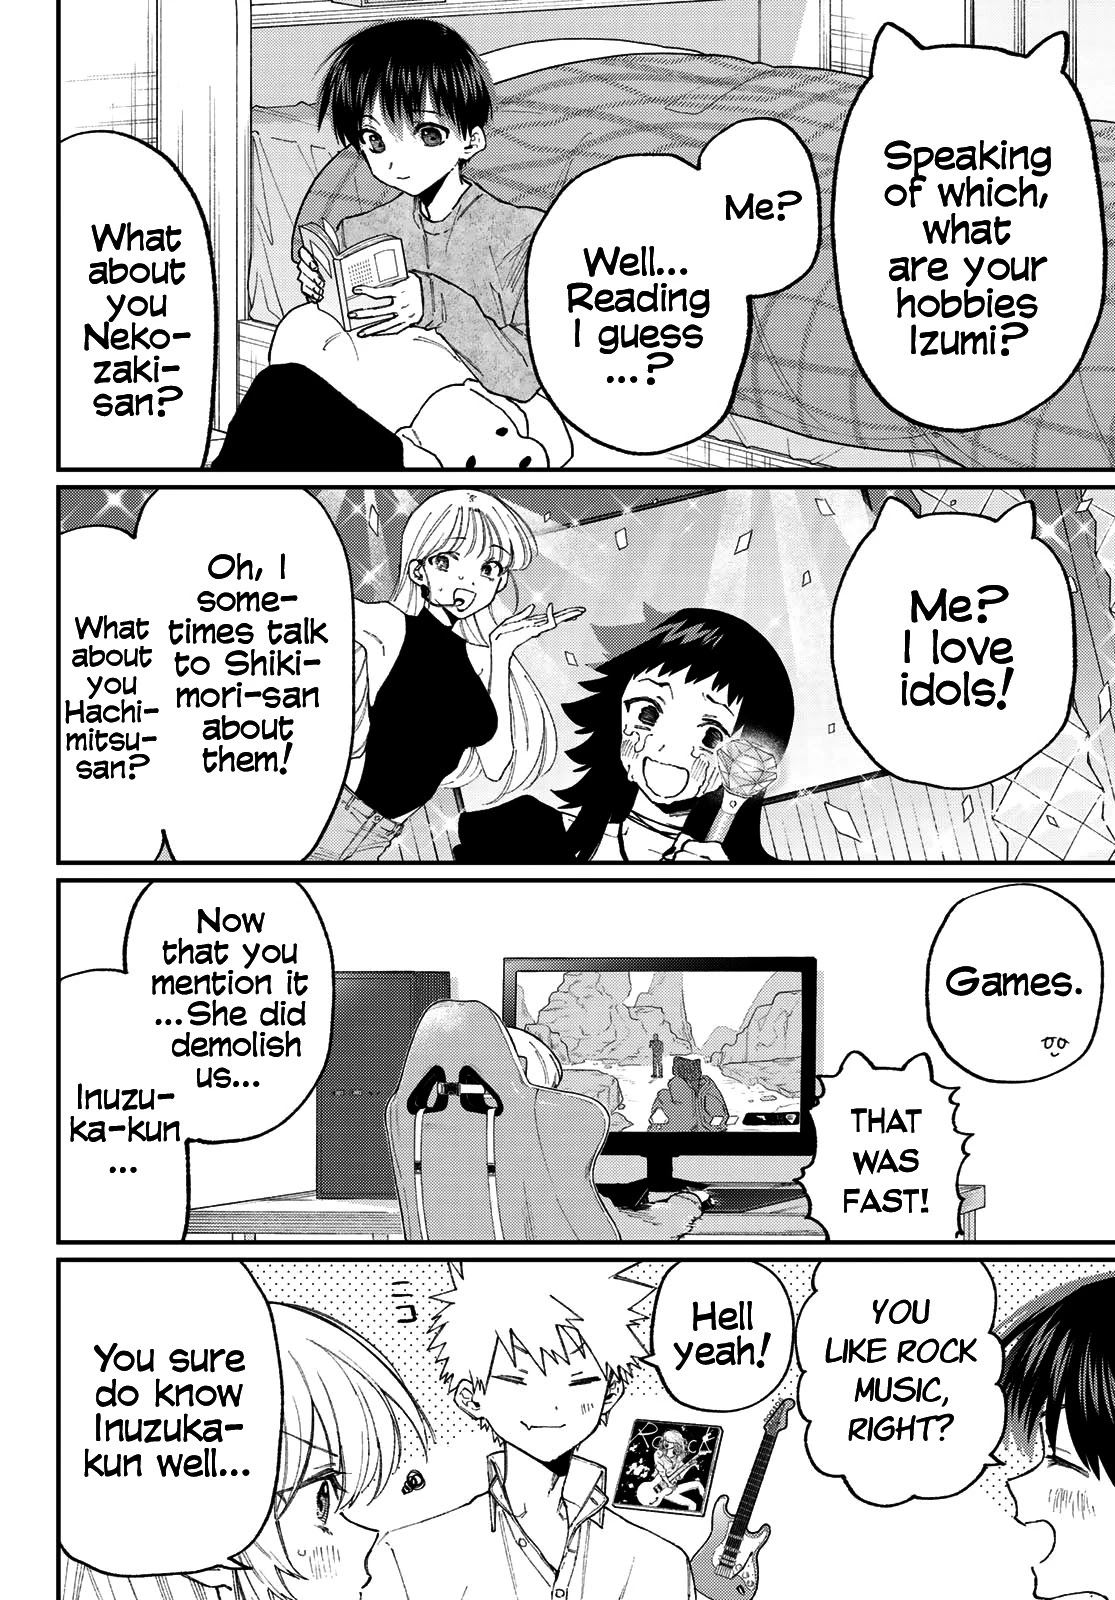 Speaking
of which,
what
are your
hobbies
Izumi?
Me?
Well...
Reading
I guess
...?
What
about
you
Neko-
zaki-
san?
Me?
I love
idols!
Oh, I
some-
times talk
to Shiki-
mori-san
about
them!
What
about
you
Hachi-
mitsu-
san?
Games.
THAT
WAS
FAST!
Now
that you
mention it
...She did
demolish
us...
Inuzu-
ka-kun
...
YOU
LIKE ROCK
MUSIC,
RIGHT?
Hell
yeah!
ROCK
ニコ
You sure
do know
Inuzuka-
kun well...